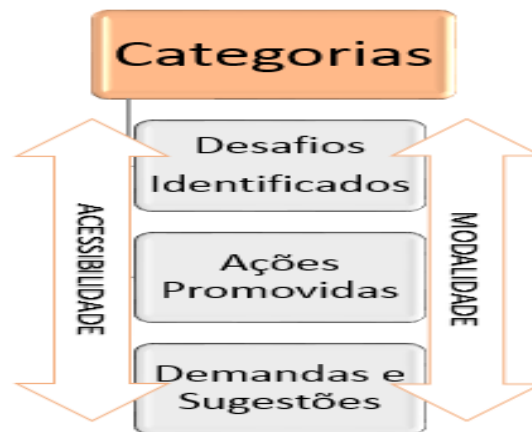 Categorias
Desafios
Identificados
Ações
Promovidas
Demandas e
Sugestões
ACESSIBILIDADE
MODALIDADE